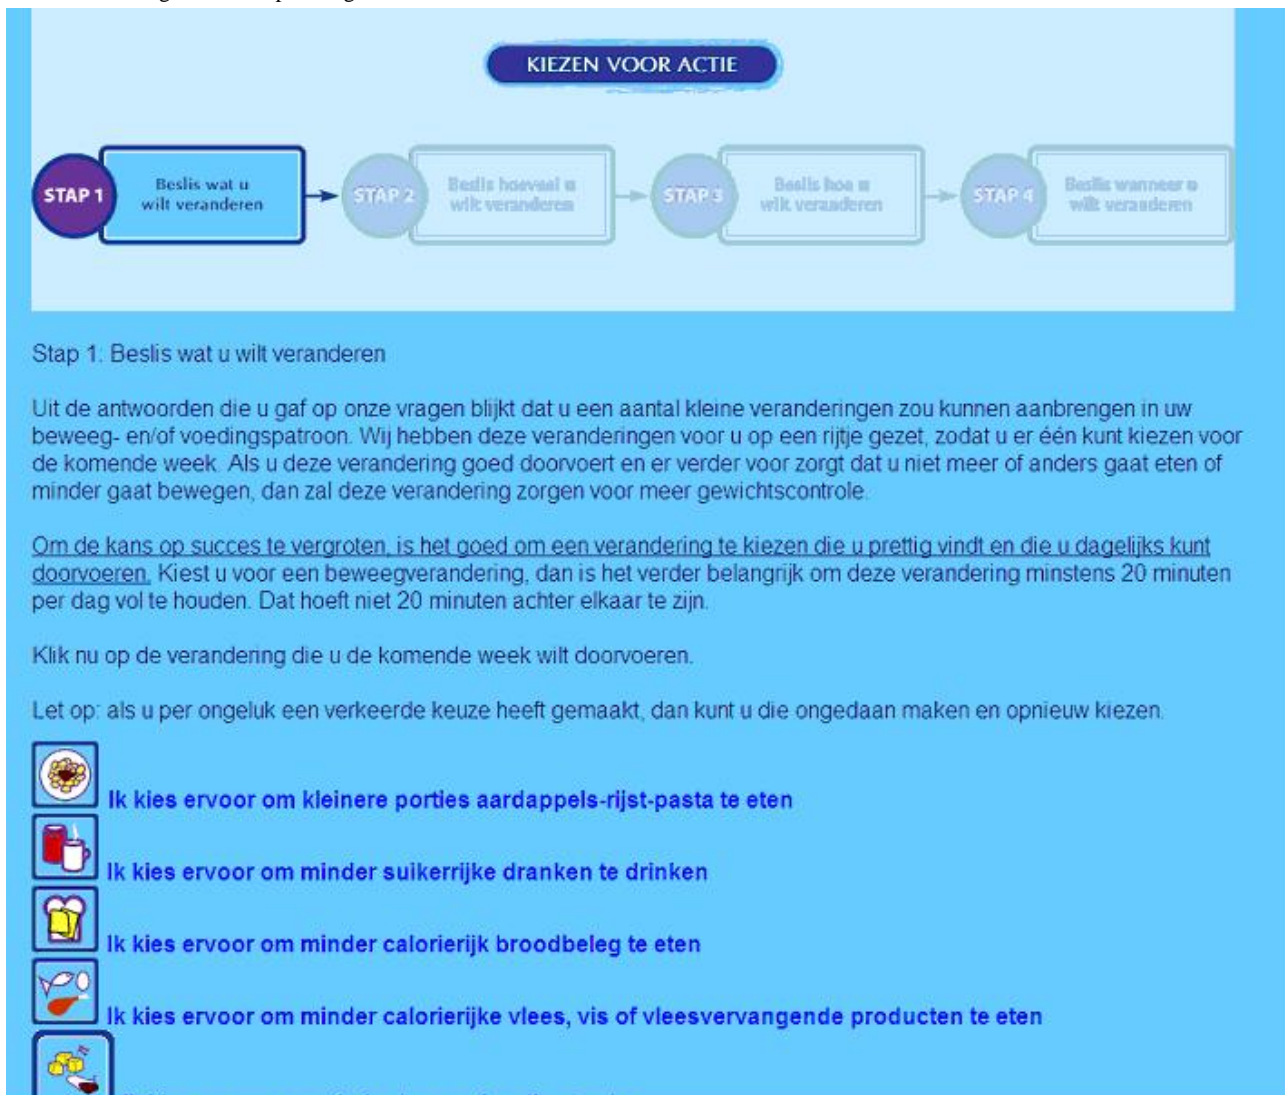 KIEZEN VOOR ACTIE
STAP 1
Beslis wat u
wilt veranderen
STAP 2
Beslis hoeveel u
wilt veranderen
STAP 3
Beslis hoe u
wilt veranderen
STAP 4
Beslis wanneer u
wilt veranderen
Stap 1: Beslis wat u wilt veranderen
Uit de antwoorden die u gaf op onze vragen blijkt dat u een aantal kleine veranderingen zou kunnen aanbrengen in uw
beweeg- en/of voedingspatroon. Wij hebben deze veranderingen voor u op een rijtje gezet, zodat u er één kunt kiezen voor
de komende week. Als u deze verandering goed doorvoert en er verder voor zorgt dat u niet meer of anders gaat eten of
minder gaat bewegen, dan zal deze verandering zorgen voor meer gewichtscontrole.
Om de kans op succes te vergroten, is het goed om een verandering te kiezen die u prettig vindt en die u dagelijks kunt
doorvoeren. Kiest u voor een beweegverandering, dan is het verder belangrijk om deze verandering minstens 20 minuten
per dag vol te houden. Dat hoeft niet 20 minuten achter elkaar te zijn.
Klik nu op de verandering die u de komende week wilt doorvoeren.
Let op: als u per ongeluk een verkeerde keuze heeft gemaakt, dan kunt u die ongedaan maken en opnieuw kiezen.
Ik kies ervoor om kleinere porties aardappels-rijst-pasta te eten
Ik kies ervoor om minder suikerrijke dranken te drinken
Ik kies ervoor om minder calorierijk broodbeleg te eten
Ik kies ervoor om minder calorierijke vlees, vis of vleesvervangende producten te eten